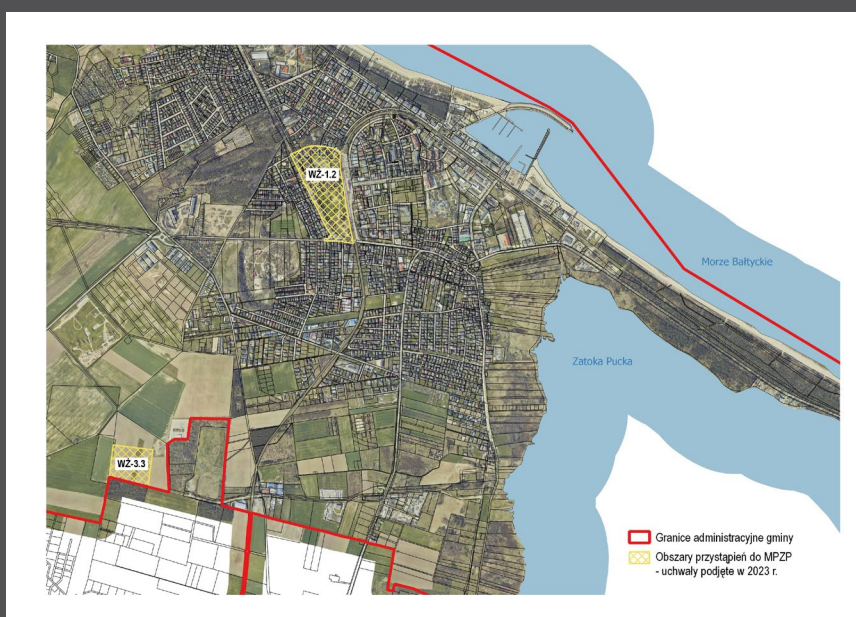 WŻ-1.2
Morze Bałtyckie
Zatoka Pucka
WŻ-3.3
Granice administracyjne gminy
Obszary przystąpień do MPZP
- uchwały podjęte w 2023 r.